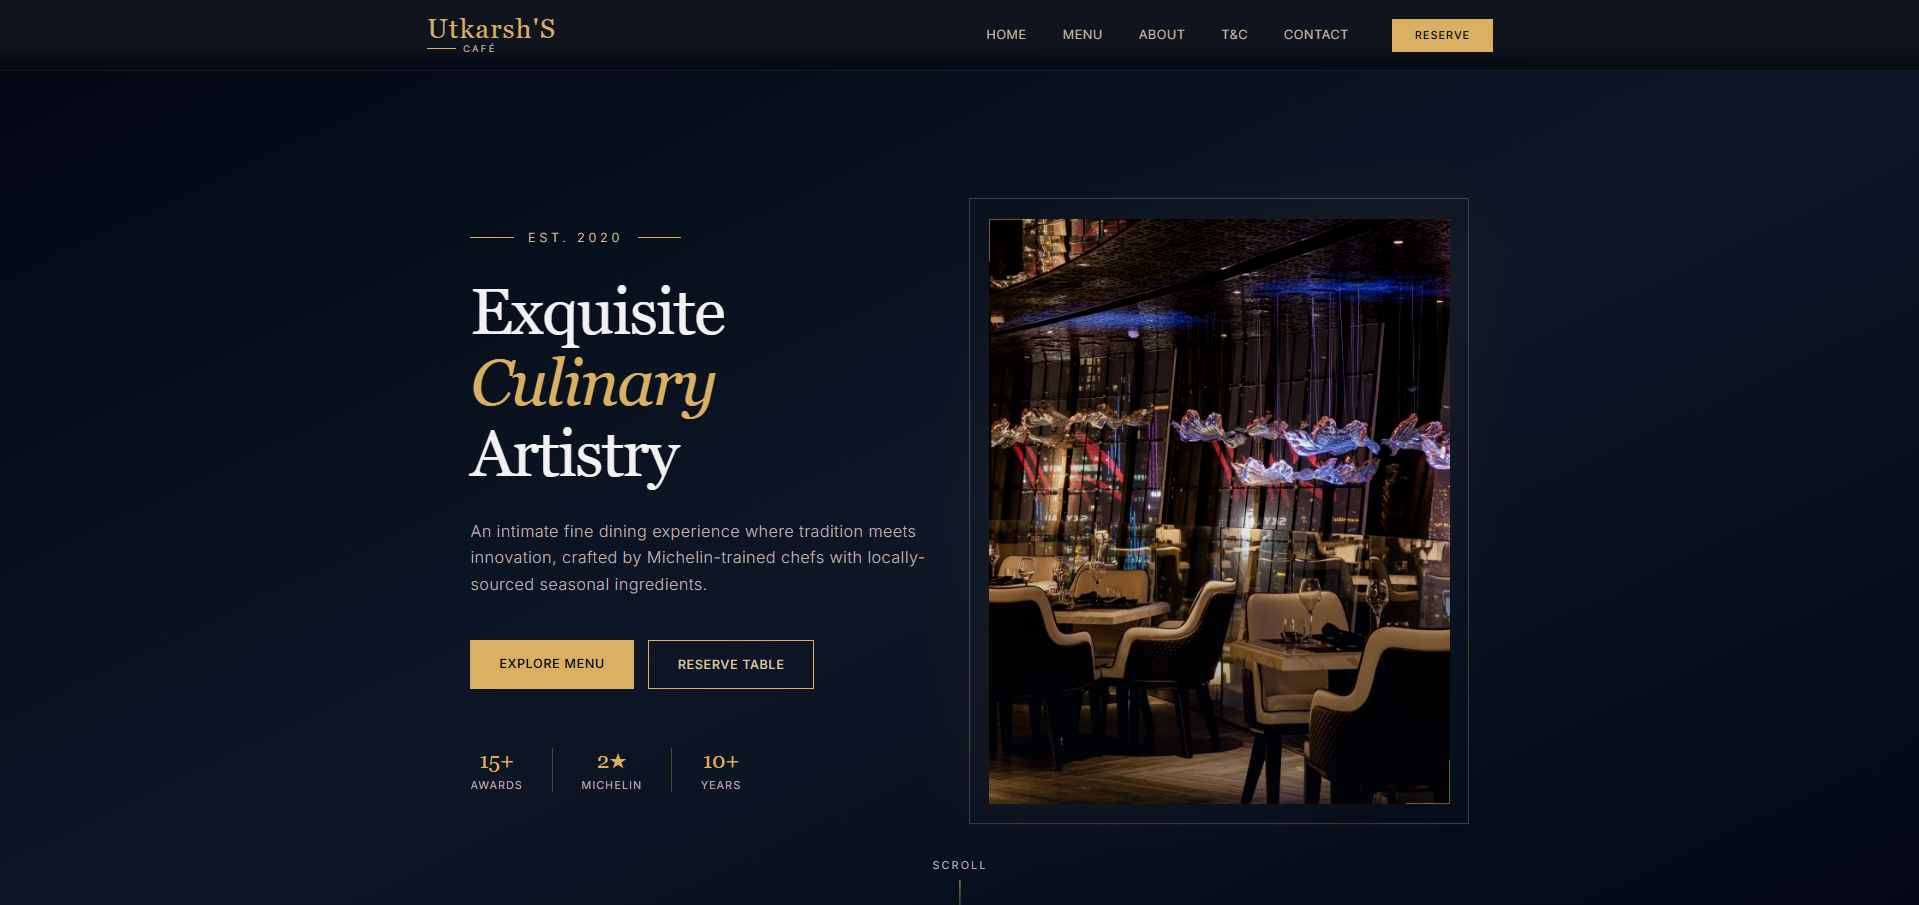 Utkarsh'S
CAFÉ
HOME MENU ABOUT T&C CONTACT RESERVE
EST. 2020
Exquisite
Culinary
Artistry
An intimate fine dining experience where tradition meets
innovation, crafted by Michelin-trained chefs with locally-
sourced seasonal ingredients.
EXPLORE MENU RESERVE TABLE
15+ 2★ 10+
AWARDS MICHELIN YEARS
SCROLL